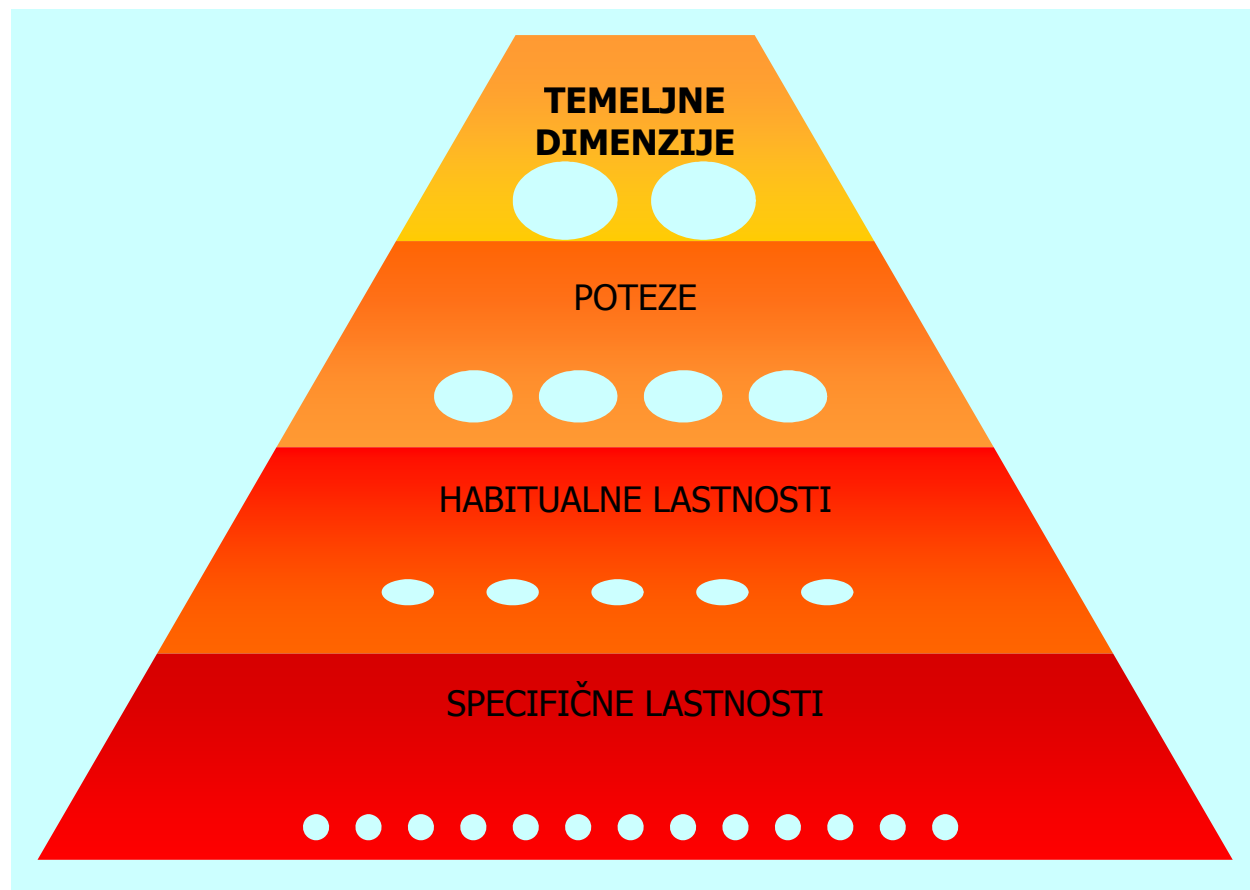 TEMELJNE
DIMENZIJE
POTEZE
HABITUALNE LASTNOSTI
SPECIFIČNE LASTNOSTI